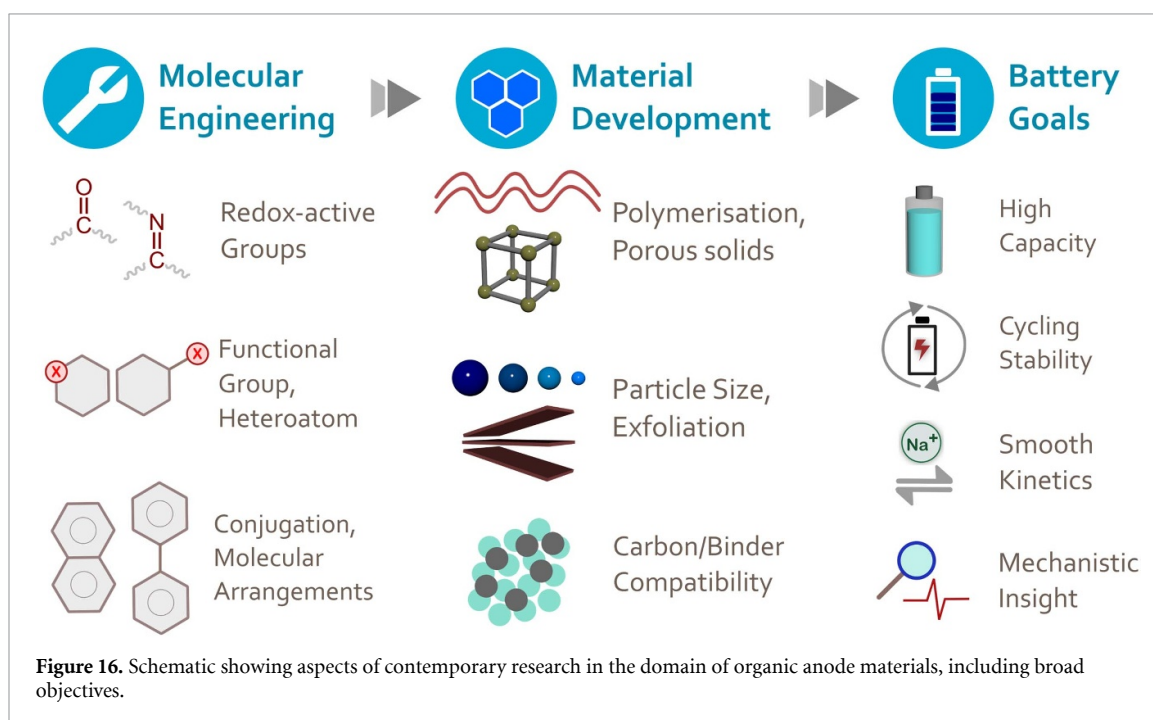 Molecular
Engineering
Material
Development
Battery
Goals
O
C
N
C
Redox-active
Groups
Polymerisation,
Porous solids
High
Capacity
X
X
Functional
Group,
Heteroatom
Particle Size,
Exfoliation
Cycling
Stability
Na+
Smooth
Kinetics
Conjugation,
Molecular
Arrangements
Carbon/Binder
Compatibility
Mechanistic
Insight
Figure 16. Schematic showing aspects of contemporary research in the domain of organic anode materials, including broad
objectives.